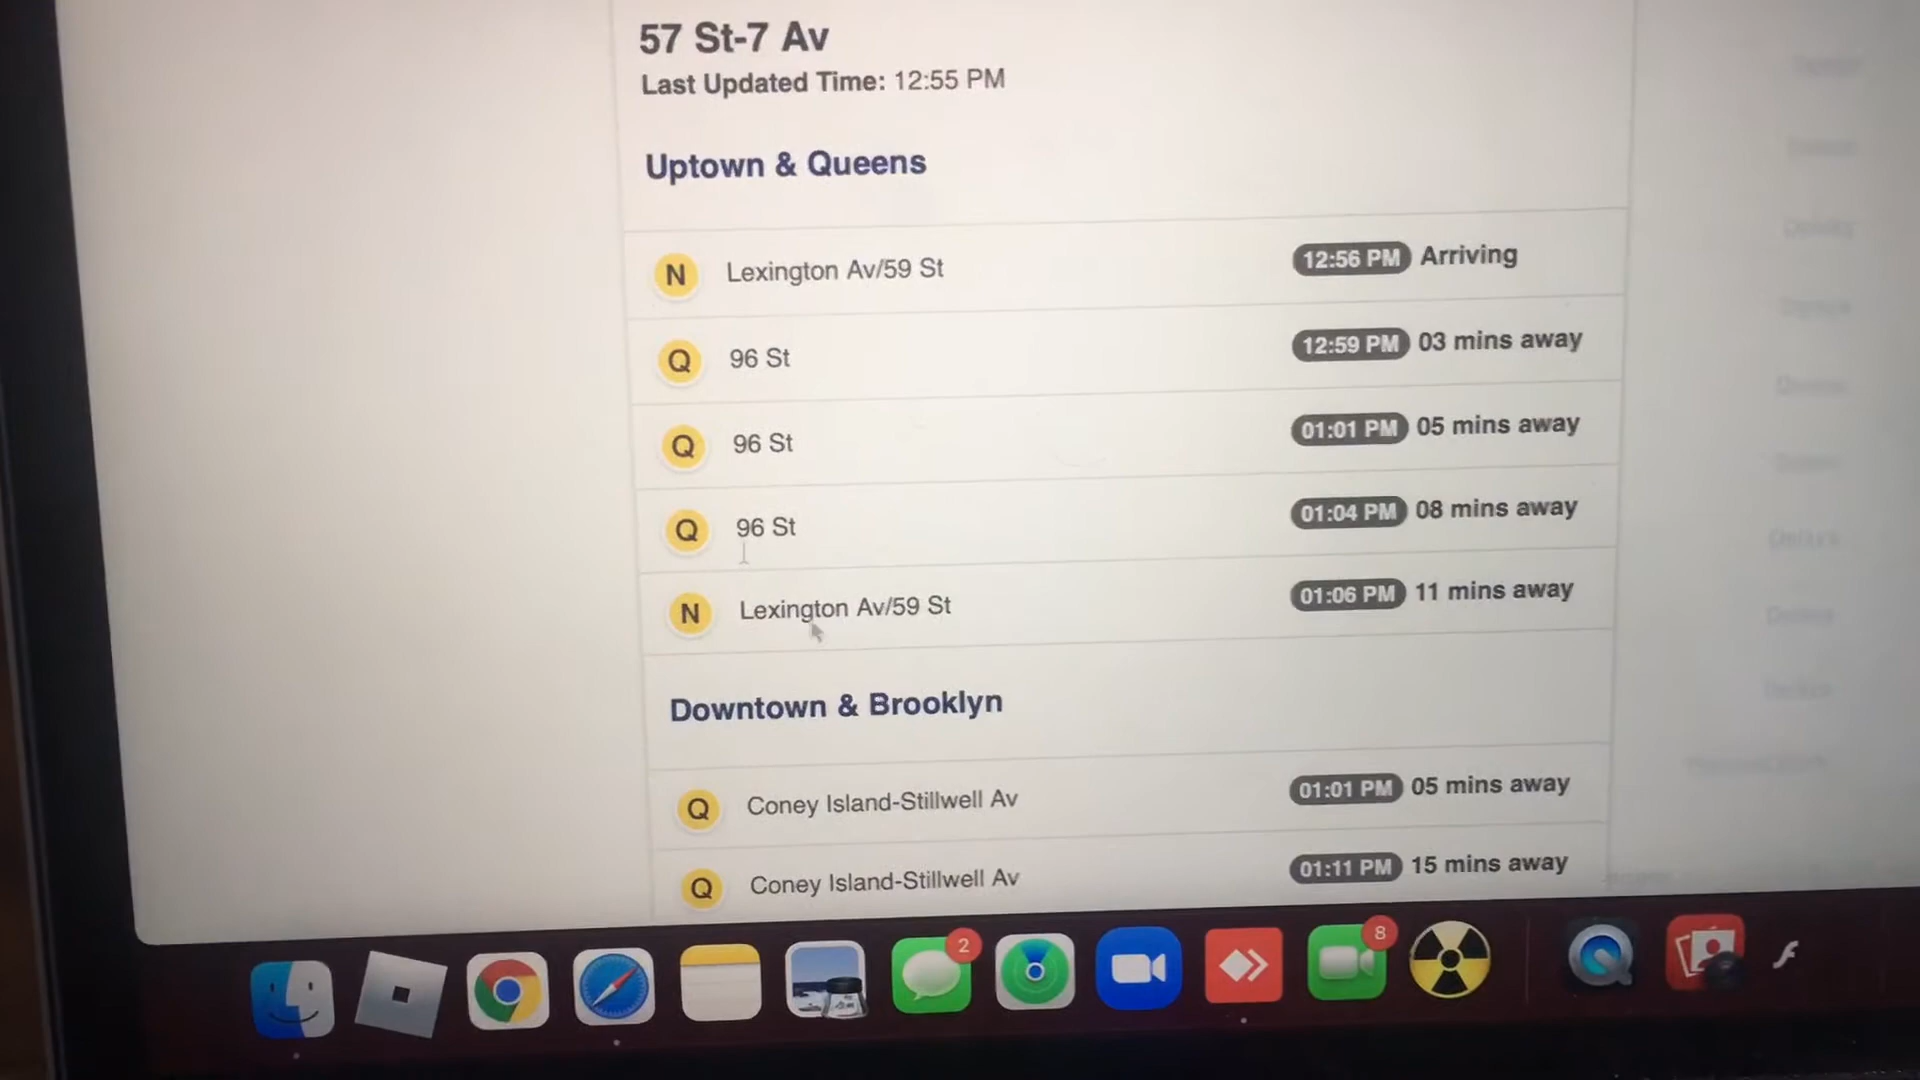 57 St-7 Av
Last Updated Time: 12:55 PM
Uptown & Queens
N Lexington Av/59 St 12:56 PM Arriving
Q 96 St 12:59 PM 03 mins away
Q 96 St 01:01 PM 05 mins away
Q 96 St 01:04 PM 08 mins away
N Lexington Av/59 St 01:06 PM 11 mins away
Downtown & Brooklyn
Q Coney Island-Stillwell Av 01:01 PM 05 mins away
Q Coney Island-Stillwell Av 01:11 PM 15 mins away
2
8